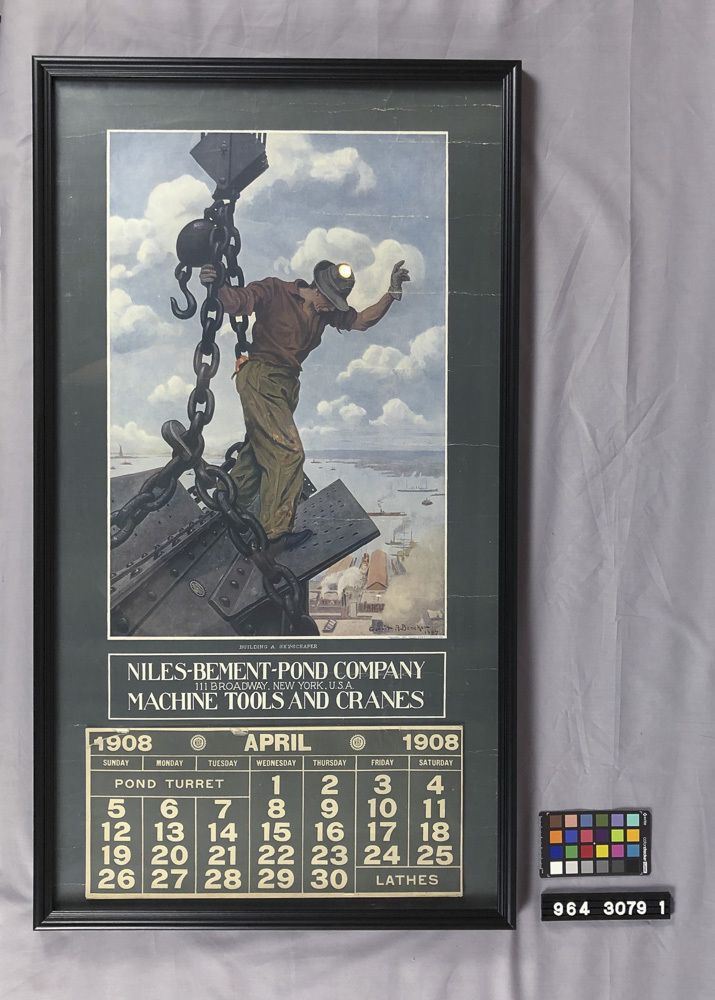 BUILDING A SKYSCRAPER
NILES-BEMENT-POND COMPANY
111 BROADWAY, NEW YORK, U.S.A.
MACHINE TOOLS AND CRANES
1908 APRIL 1908
SUNDAY MONDAY TUESDAY WEDNESDAY THURSDAY FRIDAY SATURDAY
POND TURRET 1 2 3 4
5 6 7 8 9 10 11
12 13 14 15 16 17 18
19 20 21 22 23 24 25
26 27 28 29 30 LATHES
964 3079 1